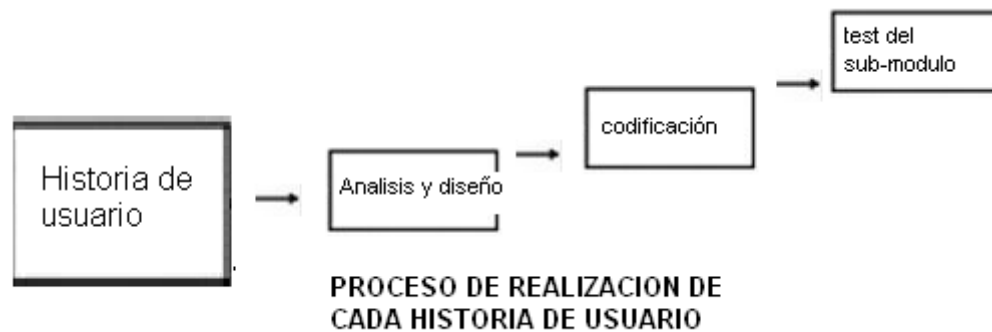 Historia de
usuario
Analisis y diseño
codificación
test del
sub-modulo
PROCESO DE REALIZACION DE
CADA HISTORIA DE USUARIO